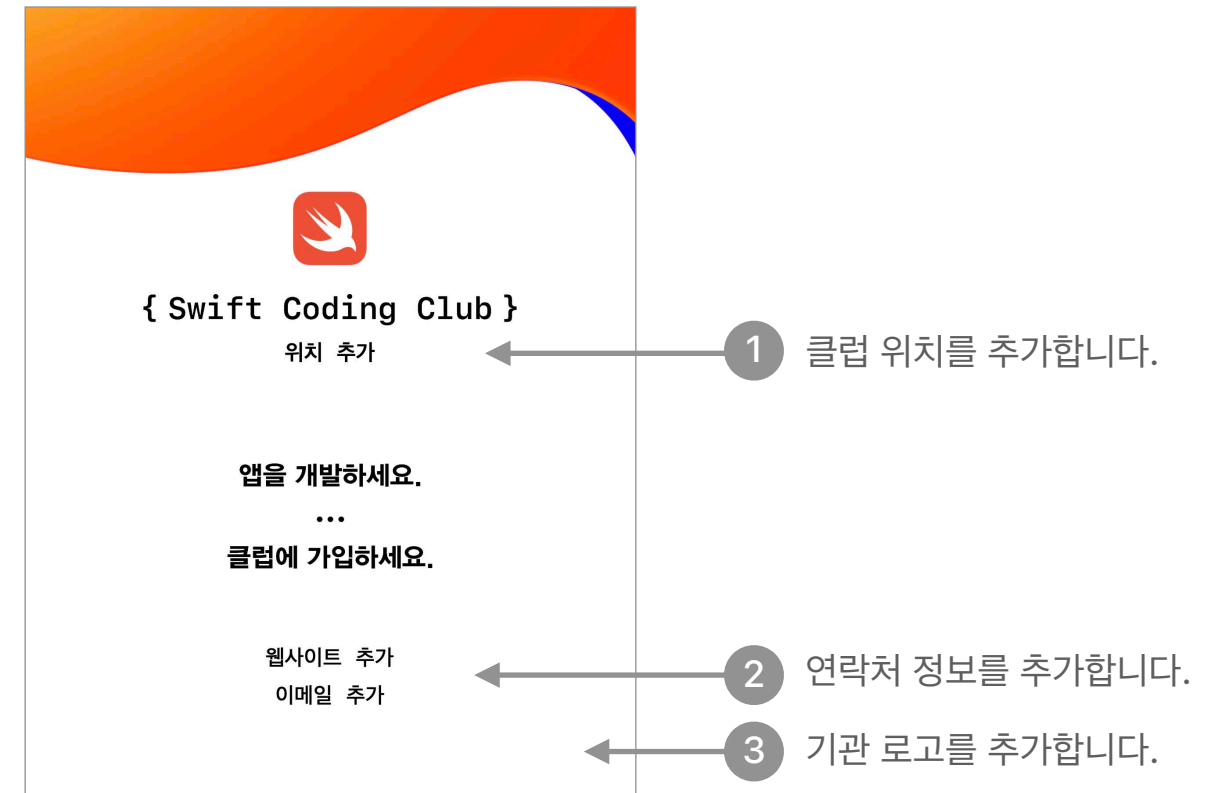 { Swift Coding Club }
위치 추가
1 클럽 위치를 추가합니다.
앱을 개발하세요.
...
클럽에 가입하세요.
웹사이트 추가
이메일 추가
2 연락처 정보를 추가합니다.
3 기관 로고를 추가합니다.